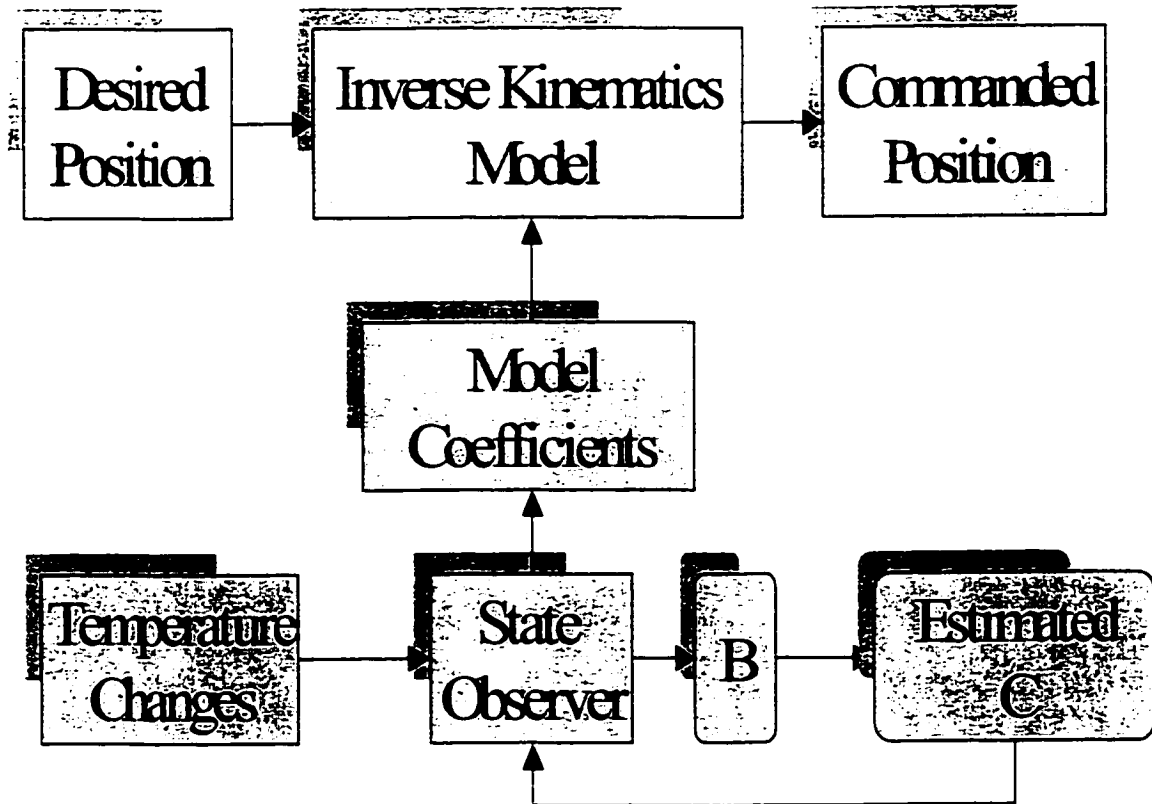 Desired
Position
Inverse Kinematics
Model
Commanded
Position
Model
Coefficients
Temperature
Changes
State
Observer
B
Estimated
C